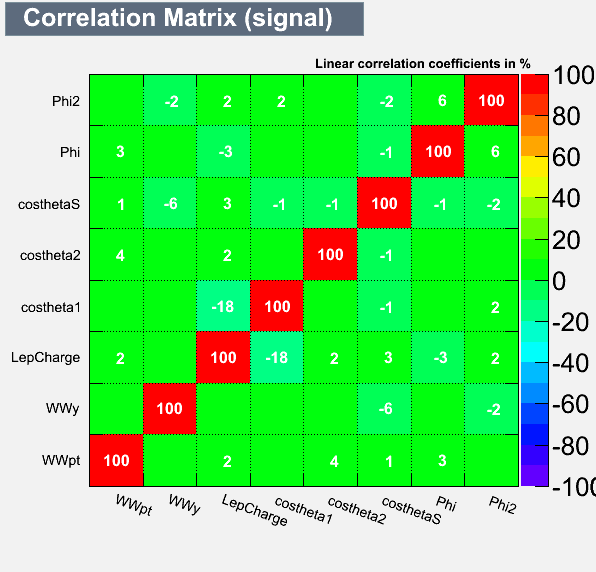 Correlation Matrix (signal)
Linear correlation coefficients in %
Phi2 -2 2 2 -2 6 100
Phi 3 -3 -1 100 6
costhetaS 1 -6 3 -1 -1 100 -1 -2
costheta2 4 2 100 -1
costheta1 -18 100 -1 2
LepCharge 2 100 -18 2 3 -3 2
WWy 100 -6 -2
WWpt 100 2 4 1 3
WWpt WWy LepCharge costheta1 costheta2 costhetaS Phi Phi2
100
80
60
40
20
0
-20
-40
-60
-80
-100